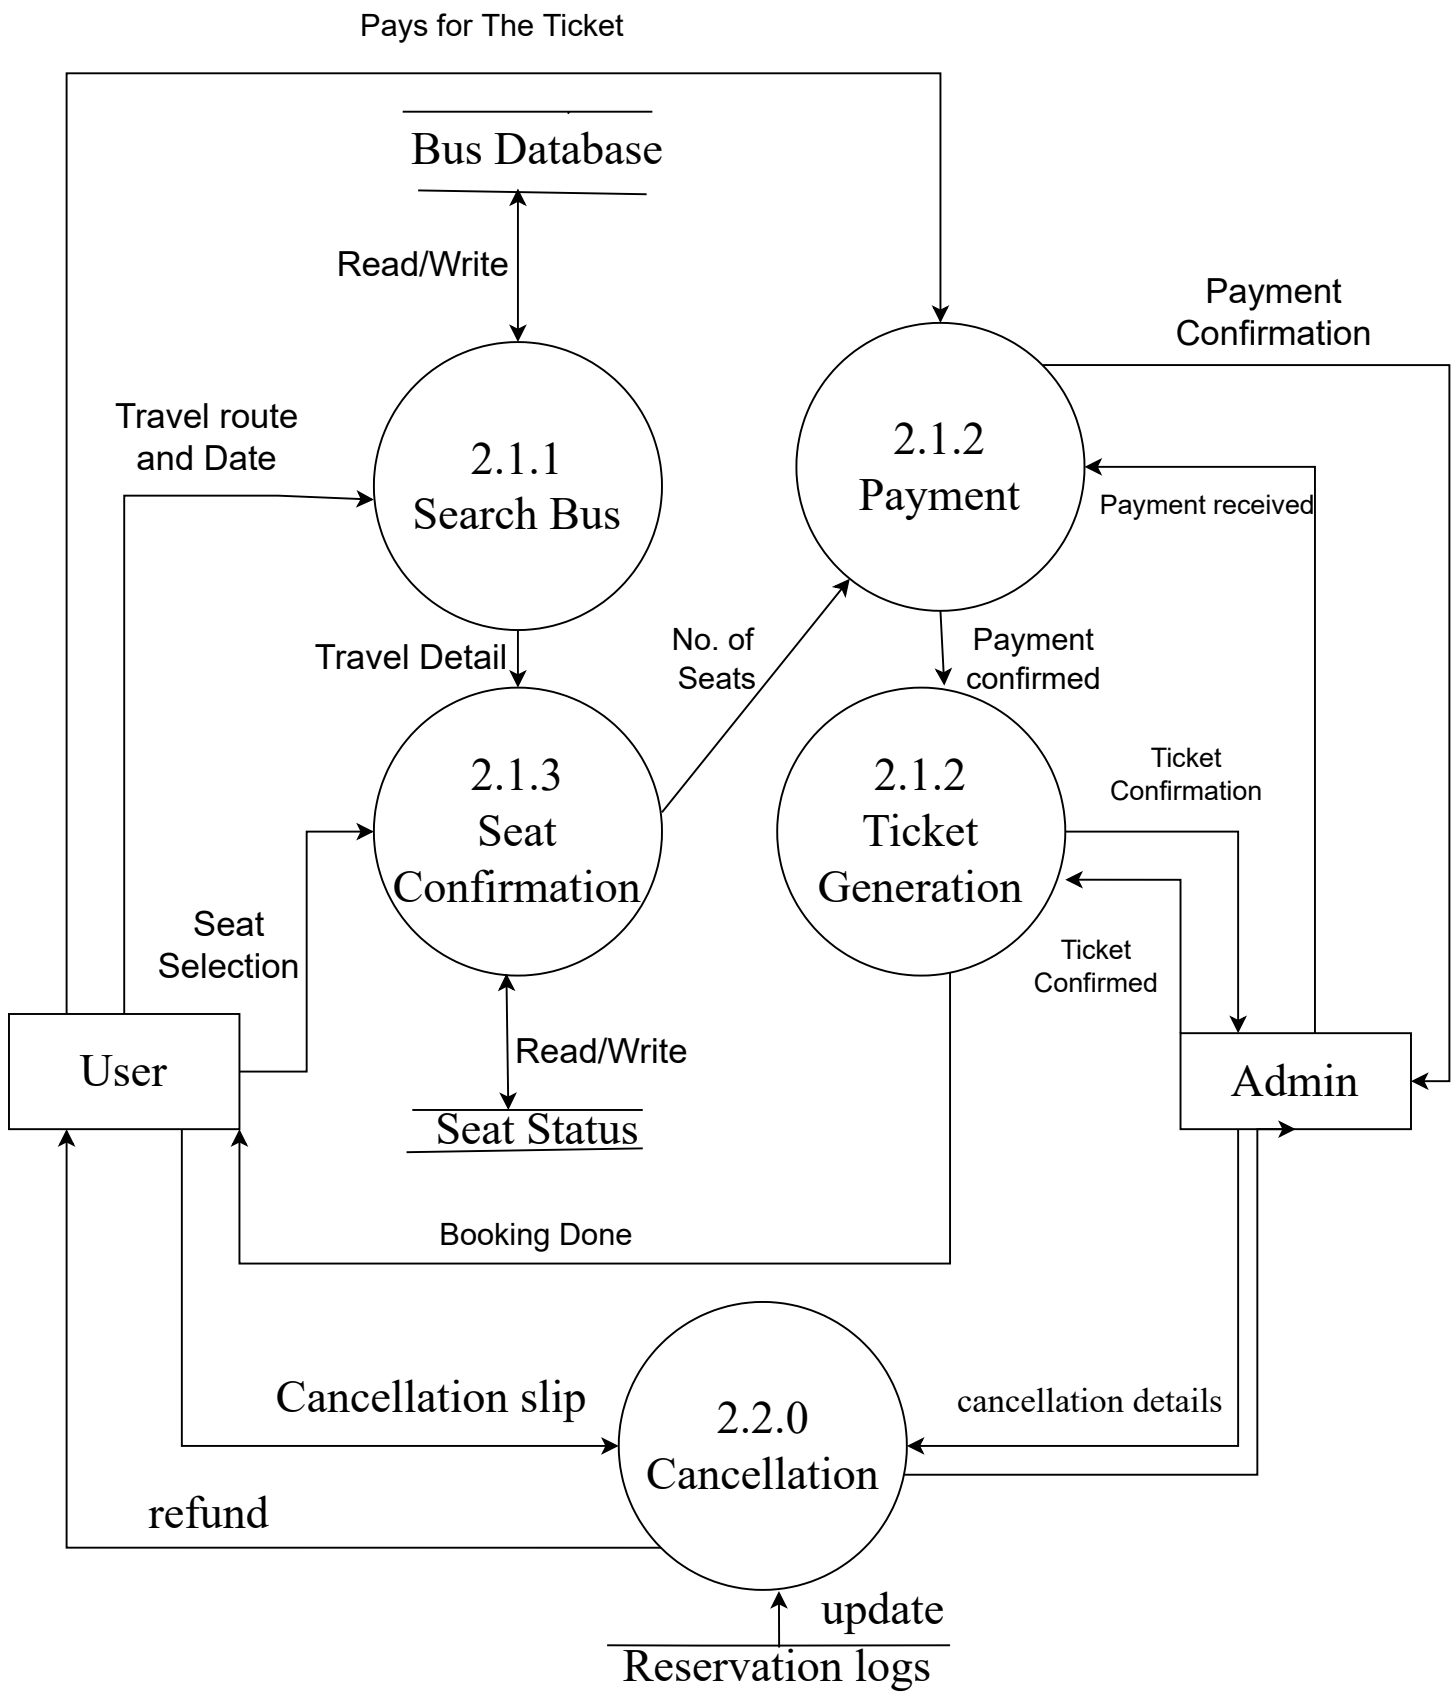 Pays for The Ticket
Bus Database
Read/Write
Payment
Confirmation
Travel route
and Date
2.1.1
Search Bus
2.1.2
Payment
Payment received
Travel Detail
No. of
Seats
Payment
confirmed
2.1.3
Seat
Confirmation
2.1.2
Ticket
Generation
Ticket
Confirmation
Seat
Selection
Ticket
Confirmed
User
Read/Write
Admin
Seat Status
Booking Done
Cancellation slip
2.2.0
Cancellation
cancellation details
refund
update
Reservation logs